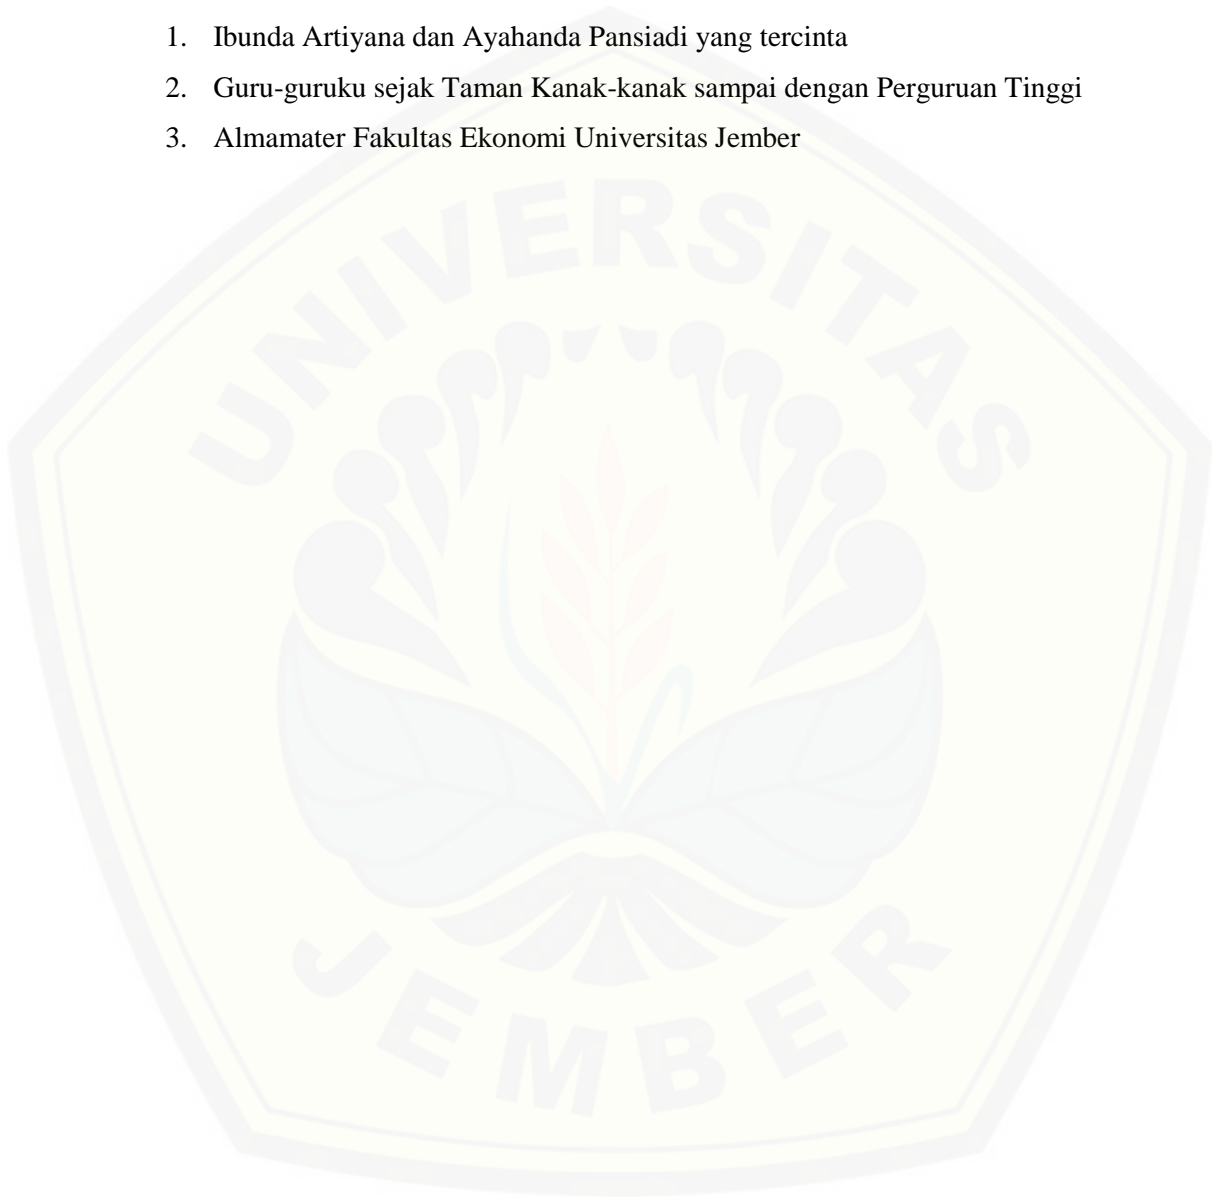 1. Ibunda Artiyana dan Ayahanda Pansiadi yang tercinta
2. Guru-guruku sejak Taman Kanak-kanak sampai dengan Perguruan Tinggi
3. Almamater Fakultas Ekonomi Universitas Jember
UNIVERSITAS
JEMBER